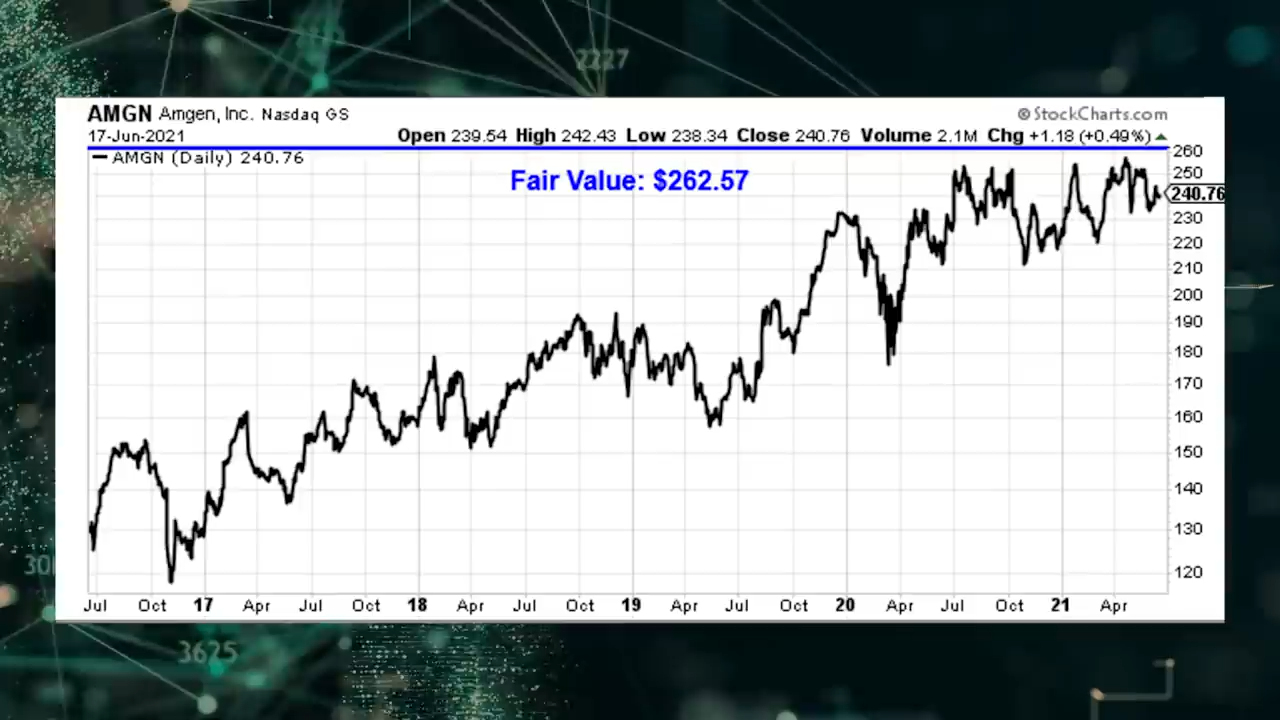 2227
AMGN Amgen, Inc. Nasdaq GS
© StockCharts.com
17-Jun-2021
Open 239.54 High 242.43 Low 238.34 Close 240.76 Volume 2.1M Chg +1.18 (+0.49%)
AMGN (Daily) 240.76
Fair Value: $262.57
260
250
240.76
230
220
210
200
190
180
170
160
150
140
130
120
Jul Oct 17 Apr Jul Oct 18 Apr Jul Oct 19 Apr Jul Oct 20 Apr Jul Oct 21 Apr
3625